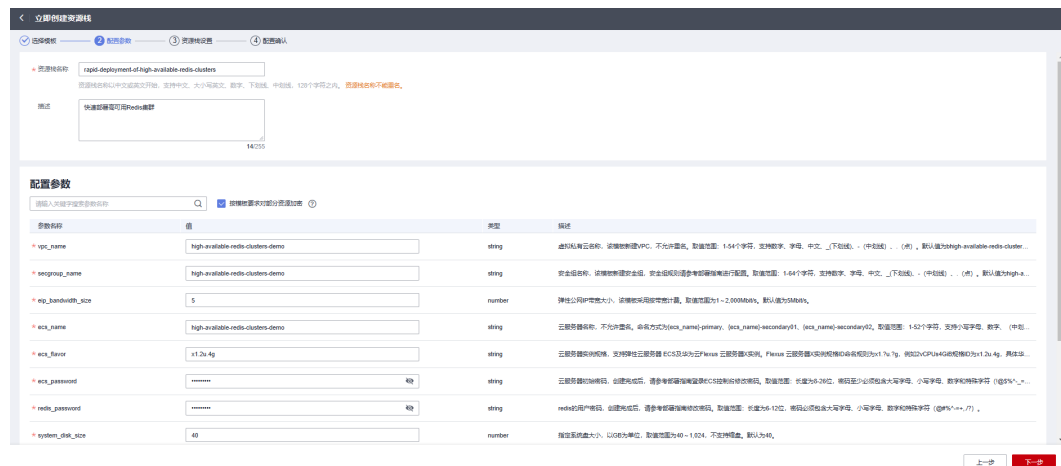 立即创建资源栈
选择模板
2 配置参数
3 资源栈设置
4 配置确认
* 资源栈名称
rapid-deployment-of-high-available-redis-clusters
资源栈名称以中文或英文开始，支持中文、大小写英文、数字、下划线、中划线，128个字符之内。资源栈名称不能重名。
描述
快速部署高可用Redis集群
14/255
配置参数
请输入关键字搜索参数名称
按模板要求对部分资源加密
参数名称 值 类型 描述
* vpc_name high-available-redis-clusters-demo string 虚拟私有云名称，该模板新建VPC，不允许重名。取值范围：1-54个字符，支持数字、字母、中文、_(下划线)、-（中划线）、.（点）。默认值为bhigh-available-redis-cluster...
* secgroup_name high-available-redis-clusters-demo string 安全组名称，该模板新建安全组，安全组规则请参考部署指南进行配置。取值范围：1-64个字符，支持数字、字母、中文、_(下划线)、-（中划线）、.（点）。默认值为high-a...
* eip_bandwidth_size 5 number 弹性公网IP带宽大小，该模板采用按带宽计费。取值范围为1~2,000Mbit/s。默认值为5Mbit/s。
* ecs_name high-available-redis-clusters-demo string 云服务器名称，不允许重名。命名方式为{ecs_name}-primary、{ecs_name}-secondary01、{ecs_name}-secondary02。取值范围：1-52个字符，支持小写字母、数字、（中划...
* ecs_flavor x1.2u.4g string 云服务器实例规格，支持弹性云服务器 ECS及华为云Flexus 云服务器X实例。Flexus 云服务器X实例规格ID命名规则为x1.?u.?g，例如2vCPUs4GiB规格ID为x1.2u.4g，具体华...
* ecs_password ········· string 云服务器初始密码，创建完成后，请参考部署指南登录ECS控制台修改密码。取值范围：长度为8-26位，密码至少必须包含大写字母、小写字母、数字和特殊字符（!@$%^-_=...
* redis_password ········· string redis的用户密码，创建完成后，请参考部署指南修改密码。取值范围：长度为6-12位，密码必须包含大写字母、小写字母、数字和特殊字符（@#%^-=+,./?）。
* system_disk_size 40 number 指定系统盘大小，以GB为单位，取值范围为40~1,024，不支持缩盘。默认为40。
上一步
下一步